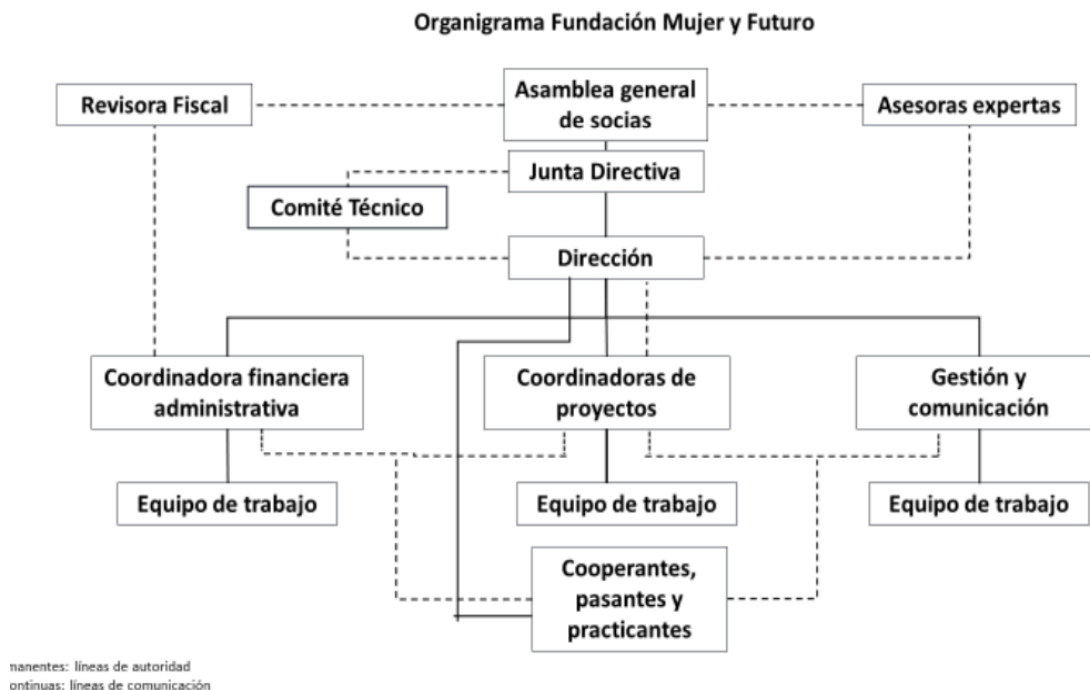 Organigrama Fundación Mujer y Futuro
Revisora Fiscal
Asamblea general
de socias
Asesoras expertas
Junta Directiva
Comité Técnico
Dirección
Coordinadora financiera
administrativa
Coordinadoras de
proyectos
Gestión y
comunicación
Equipo de trabajo
Equipo de trabajo
Equipo de trabajo
Cooperantes,
pasantes y
practicantes
manentes: líneas de autoridad
ontinuas: líneas de comunicación